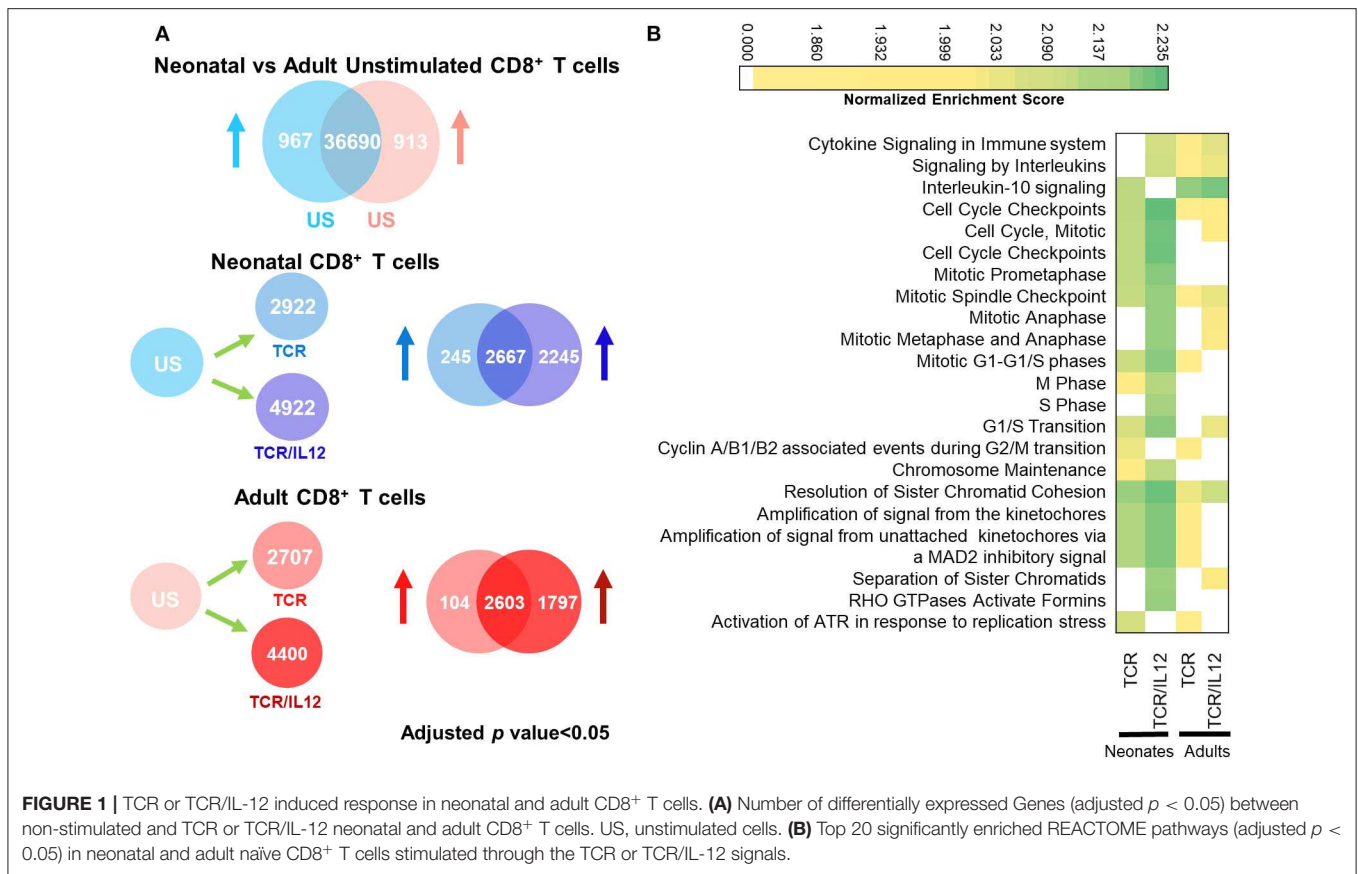 A
Neonatal vs Adult Unstimulated CD8⁺ T cells
967 36690 913
US US
Neonatal CD8⁺ T cells
2922
TCR
US
4922
TCR/IL12
245 2667 2245
Adult CD8⁺ T cells
2707
TCR
US
4400
TCR/IL12
104 2603 1797
Adjusted p value<0.05
B
0.000 1.860 1.932 1.999 2.033 2.090 2.137 2.235
Normalized Enrichment Score
Cytokine Signaling in Immune system
Signaling by Interleukins
Interleukin-10 signaling
Cell Cycle Checkpoints
Cell Cycle, Mitotic
Cell Cycle Checkpoints
Mitotic Prometaphase
Mitotic Spindle Checkpoint
Mitotic Anaphase
Mitotic Metaphase and Anaphase
Mitotic G1-G1/S phases
M Phase
S Phase
G1/S Transition
Cyclin A/B1/B2 associated events during G2/M transition
Chromosome Maintenance
Resolution of Sister Chromatid Cohesion
Amplification of signal from the kinetochores
Amplification of signal from unattached kinetochores via
a MAD2 inhibitory signal
Separation of Sister Chromatids
RHO GTPases Activate Formins
Activation of ATR in response to replication stress
TCR TCR/IL12 TCR TCR/IL12
Neonates Adults
FIGURE 1 | TCR or TCR/IL-12 induced response in neonatal and adult CD8⁺ T cells. (A) Number of differentially expressed Genes (adjusted p < 0.05) between
non-stimulated and TCR or TCR/IL-12 neonatal and adult CD8⁺ T cells. US, unstimulated cells. (B) Top 20 significantly enriched REACTOME pathways (adjusted p <
0.05) in neonatal and adult naïve CD8⁺ T cells stimulated through the TCR or TCR/IL-12 signals.